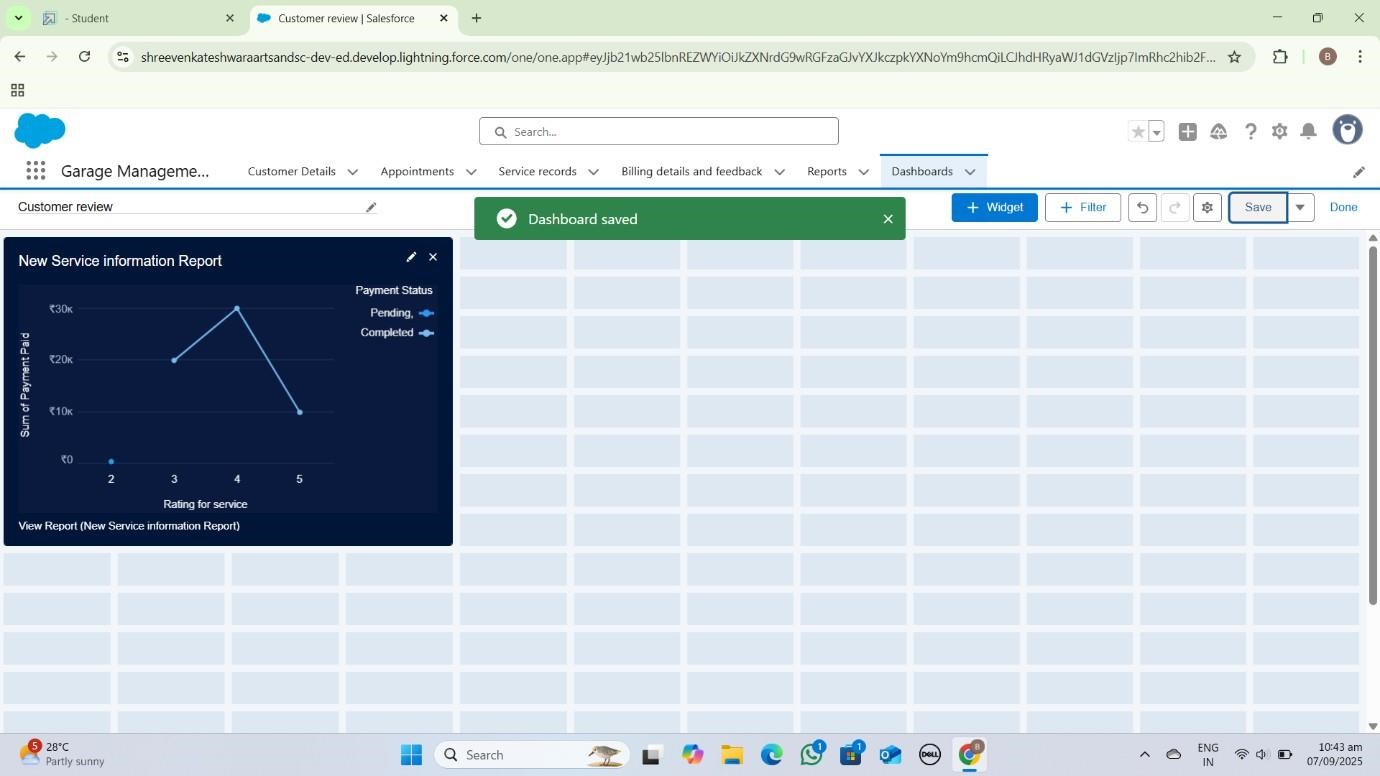 - Student
Customer review | Salesforce
shreevenkateshwaraartsandsc-dev-ed.develop.lightning.force.com/one/one.app#
Search...
Garage Manageme...
Customer Details
Appointments
Service records
Billing details and feedback
Reports
Dashboards
Customer review
Dashboard saved
+ Widget
+ Filter
Save
Done
New Service information Report
Payment Status
Pending,
Completed
Sum of Payment Paid
₹30K
₹20K
₹10K
₹0
2 3 4 5
Rating for service
View Report (New Service information Report)
5
28°C
Partly sunny
Search
1
1
DELL
B
B
ENG
IN
10:43 am
07/09/2025